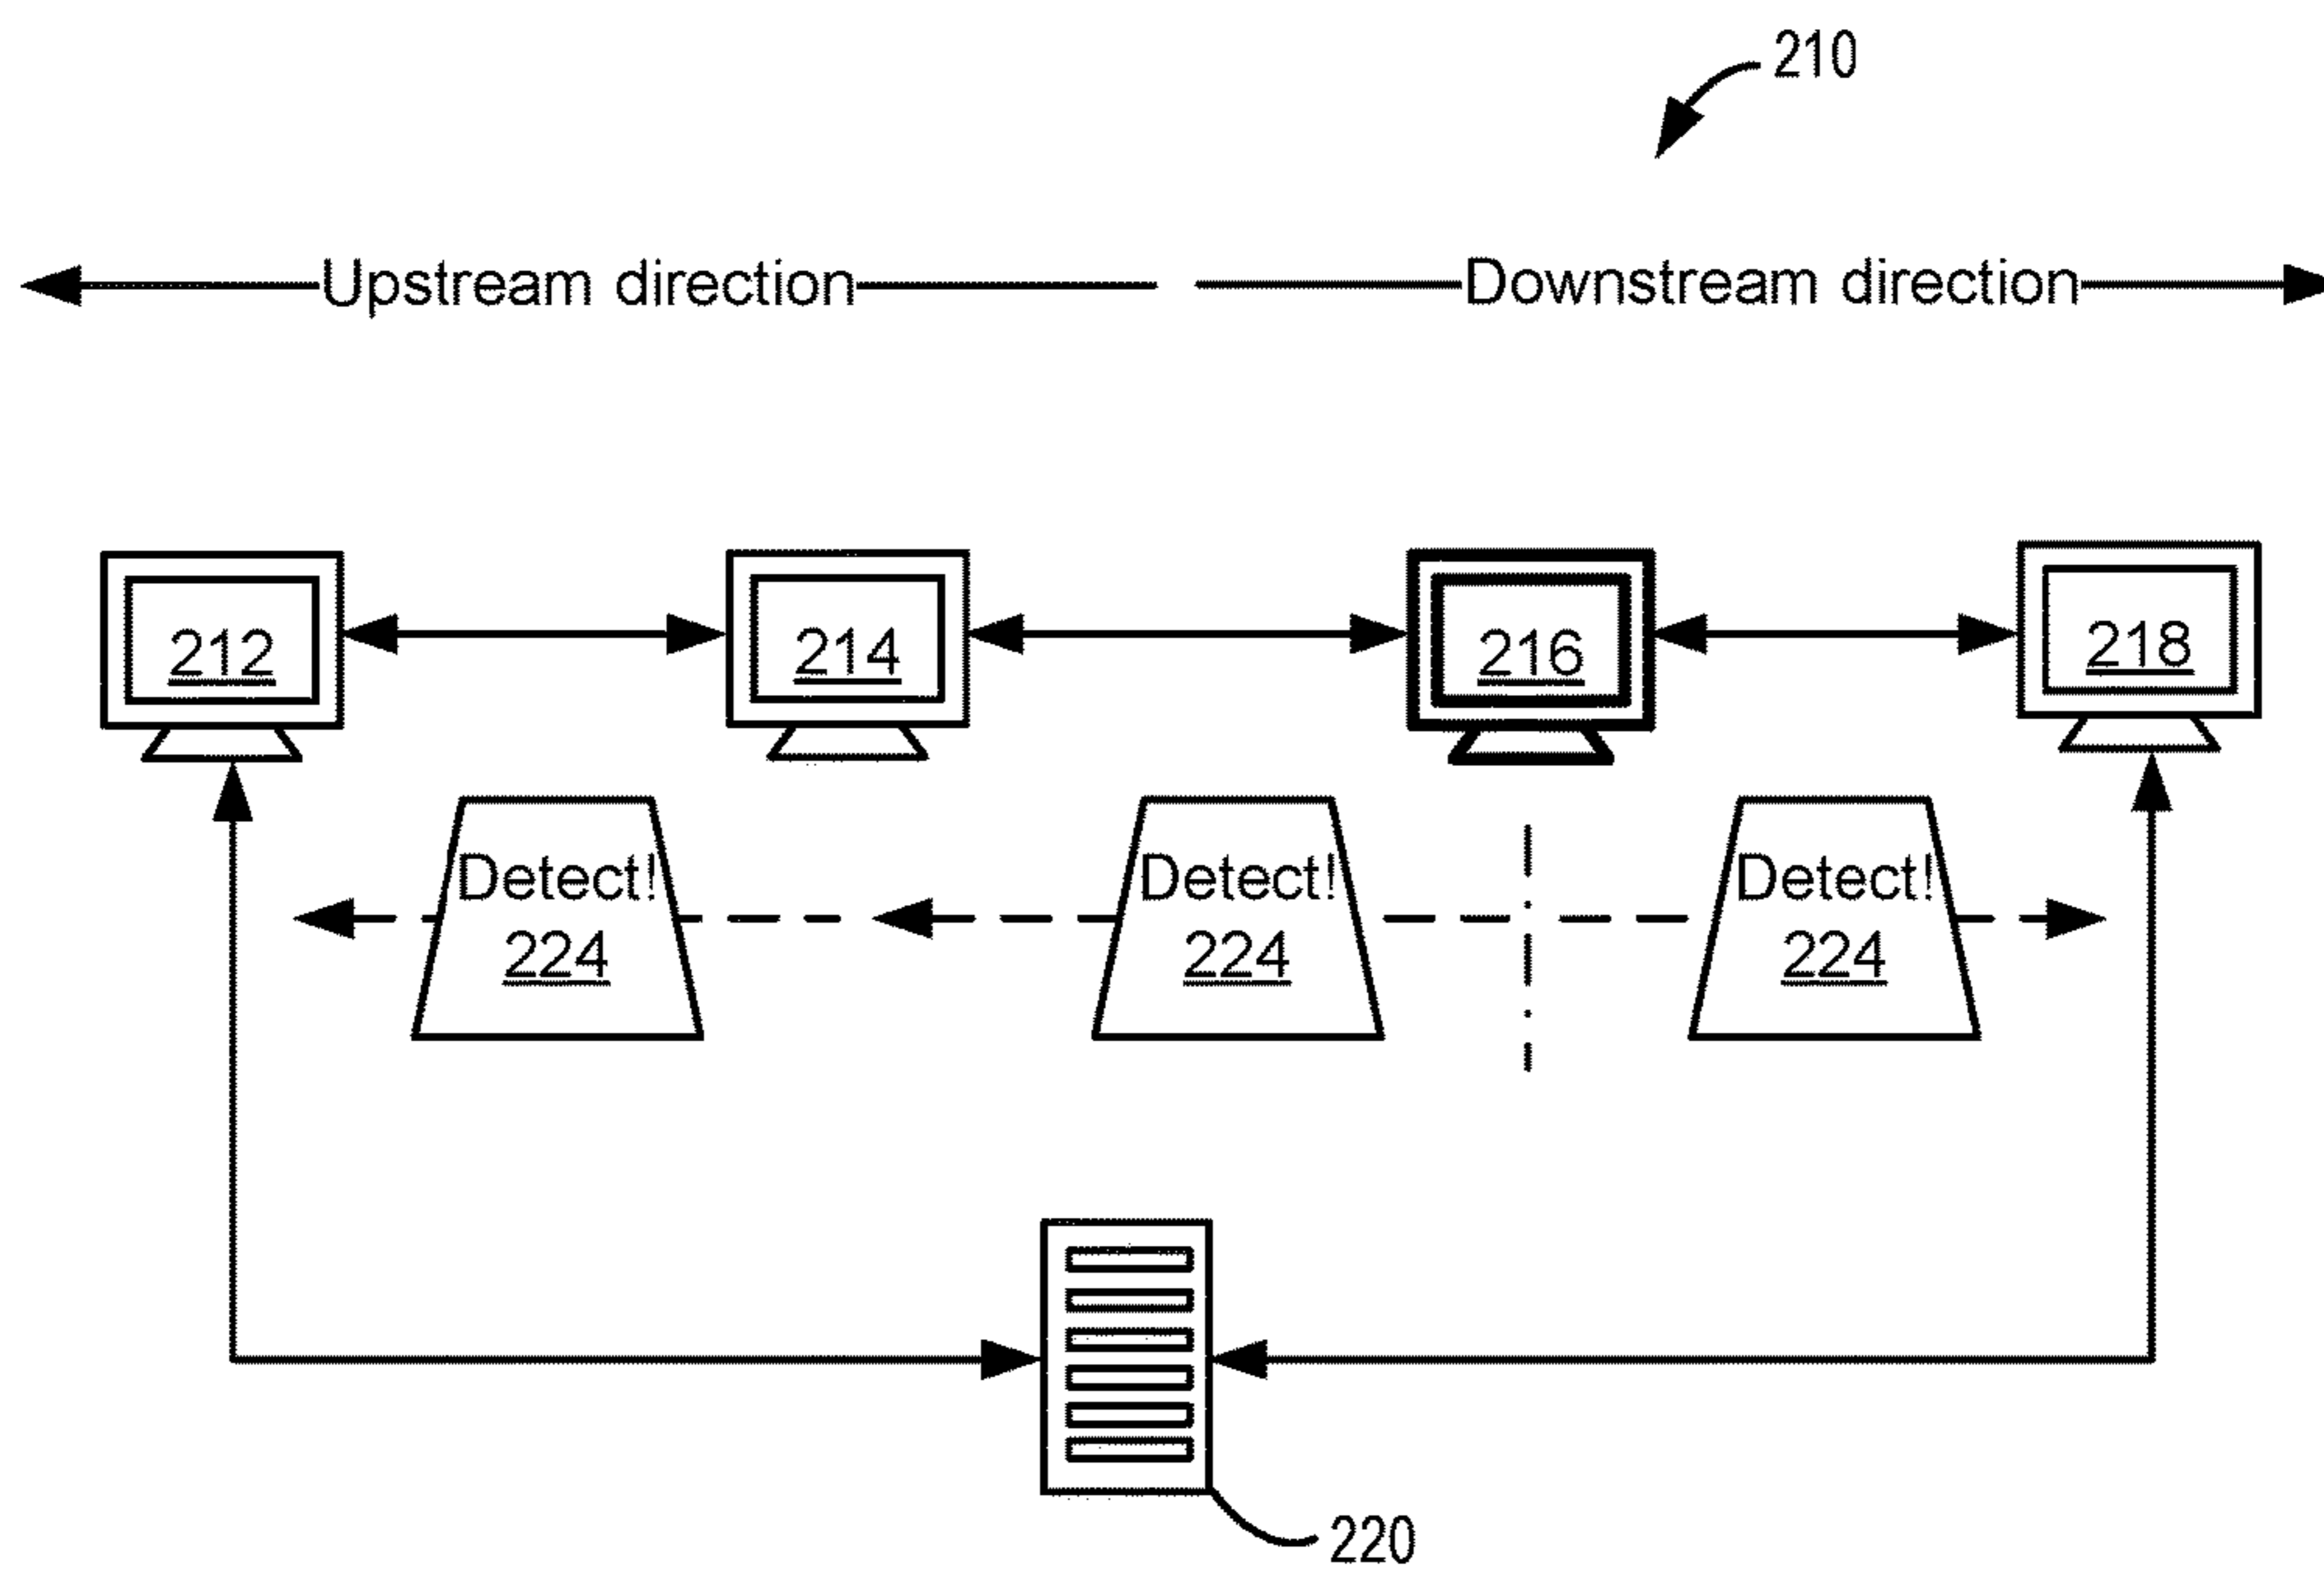 210
Upstream direction
Downstream direction
212
214
216
218
Detect!
224
Detect!
224
Detect!
224
220